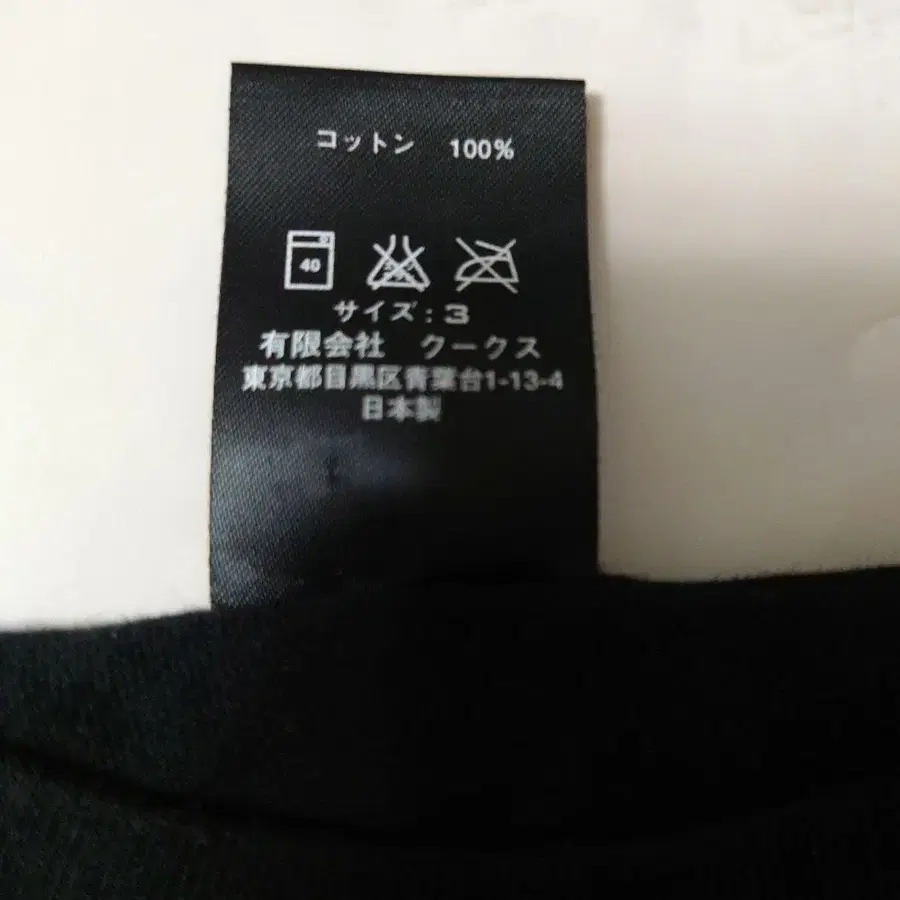 コットン 100%
40
サイズ : 3
有限会社 クークス
東京都目黒区青葉台1-13-4
日本製